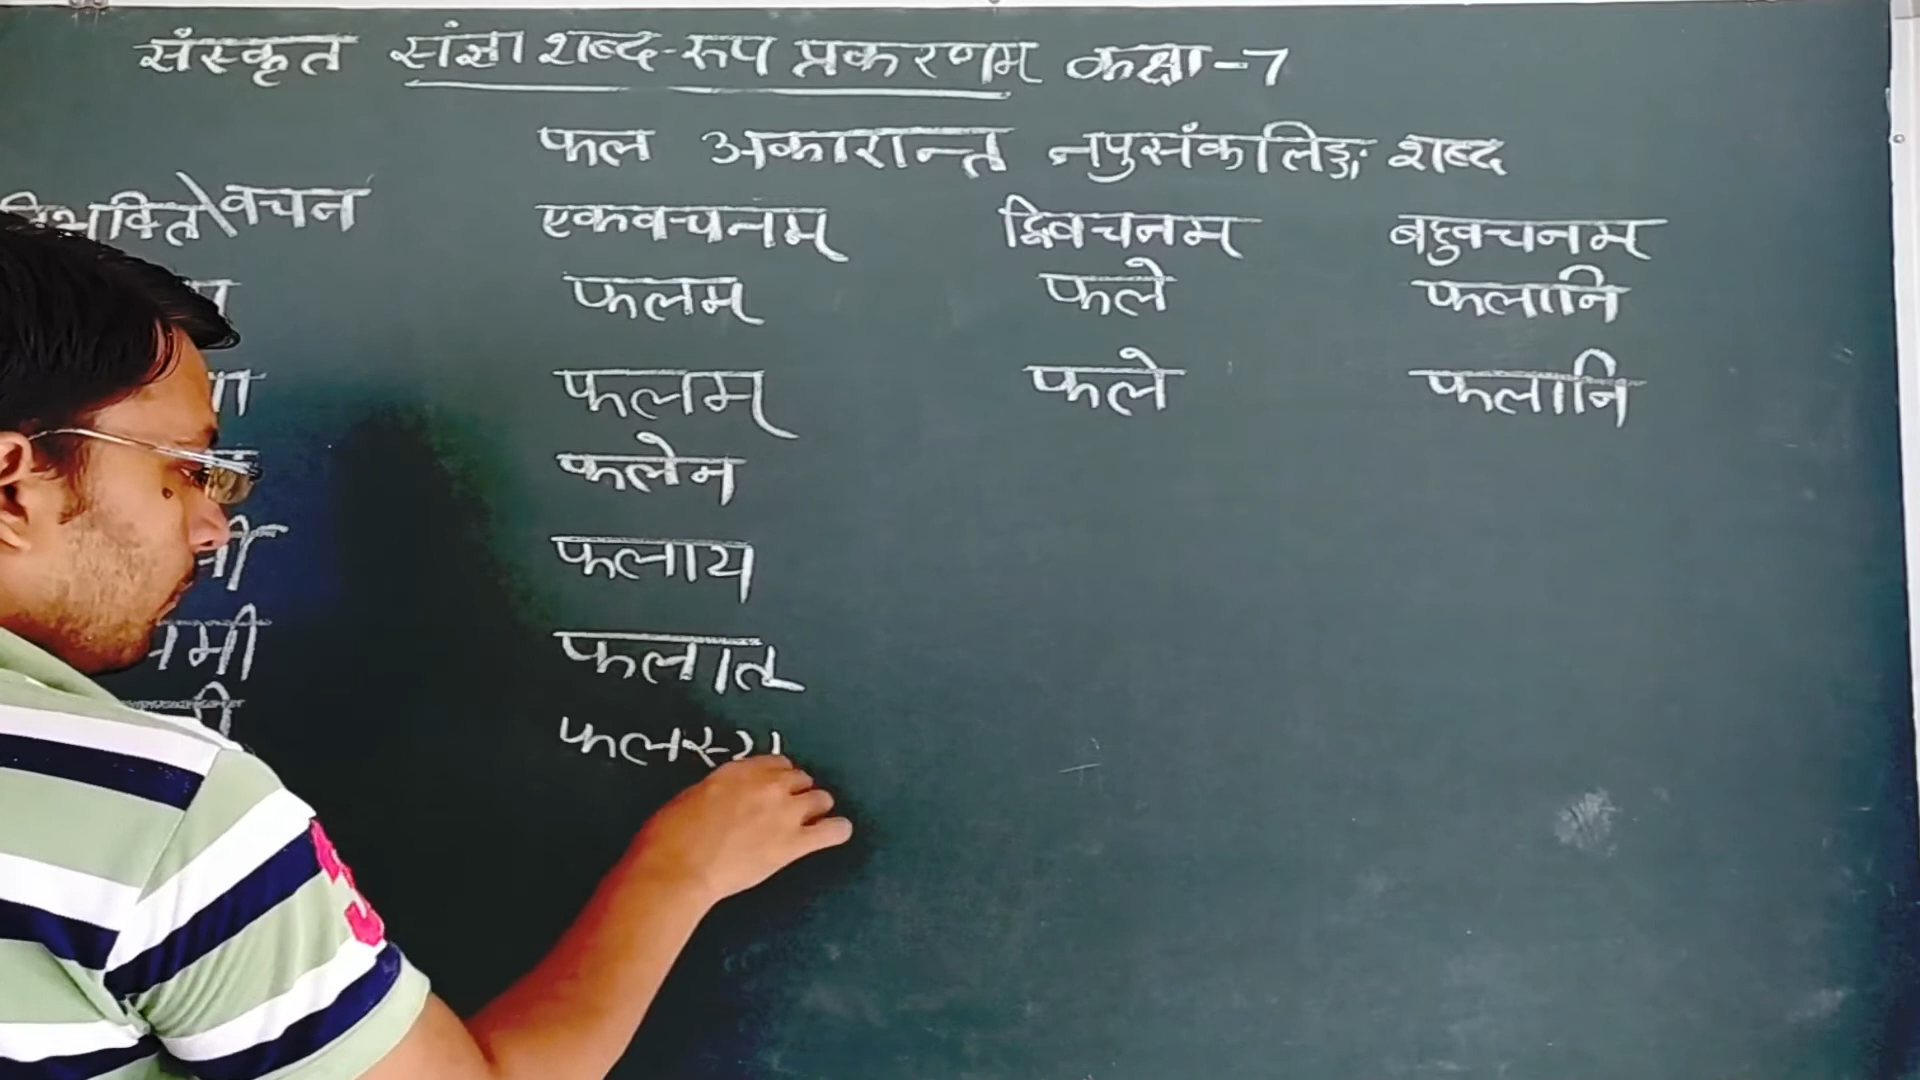 संस्कृत संज्ञा शब्द-रूप प्रकरणम् कक्षा-7
फल अकारान्त नपुसंकलिङ्ग शब्द
विभक्ति वचन एकवचनम् द्विवचनम् बहुवचनम्
फलम् फले फलानि
फलम् फले फलानि
फलेन
फलाय
फलात्
फलस्य